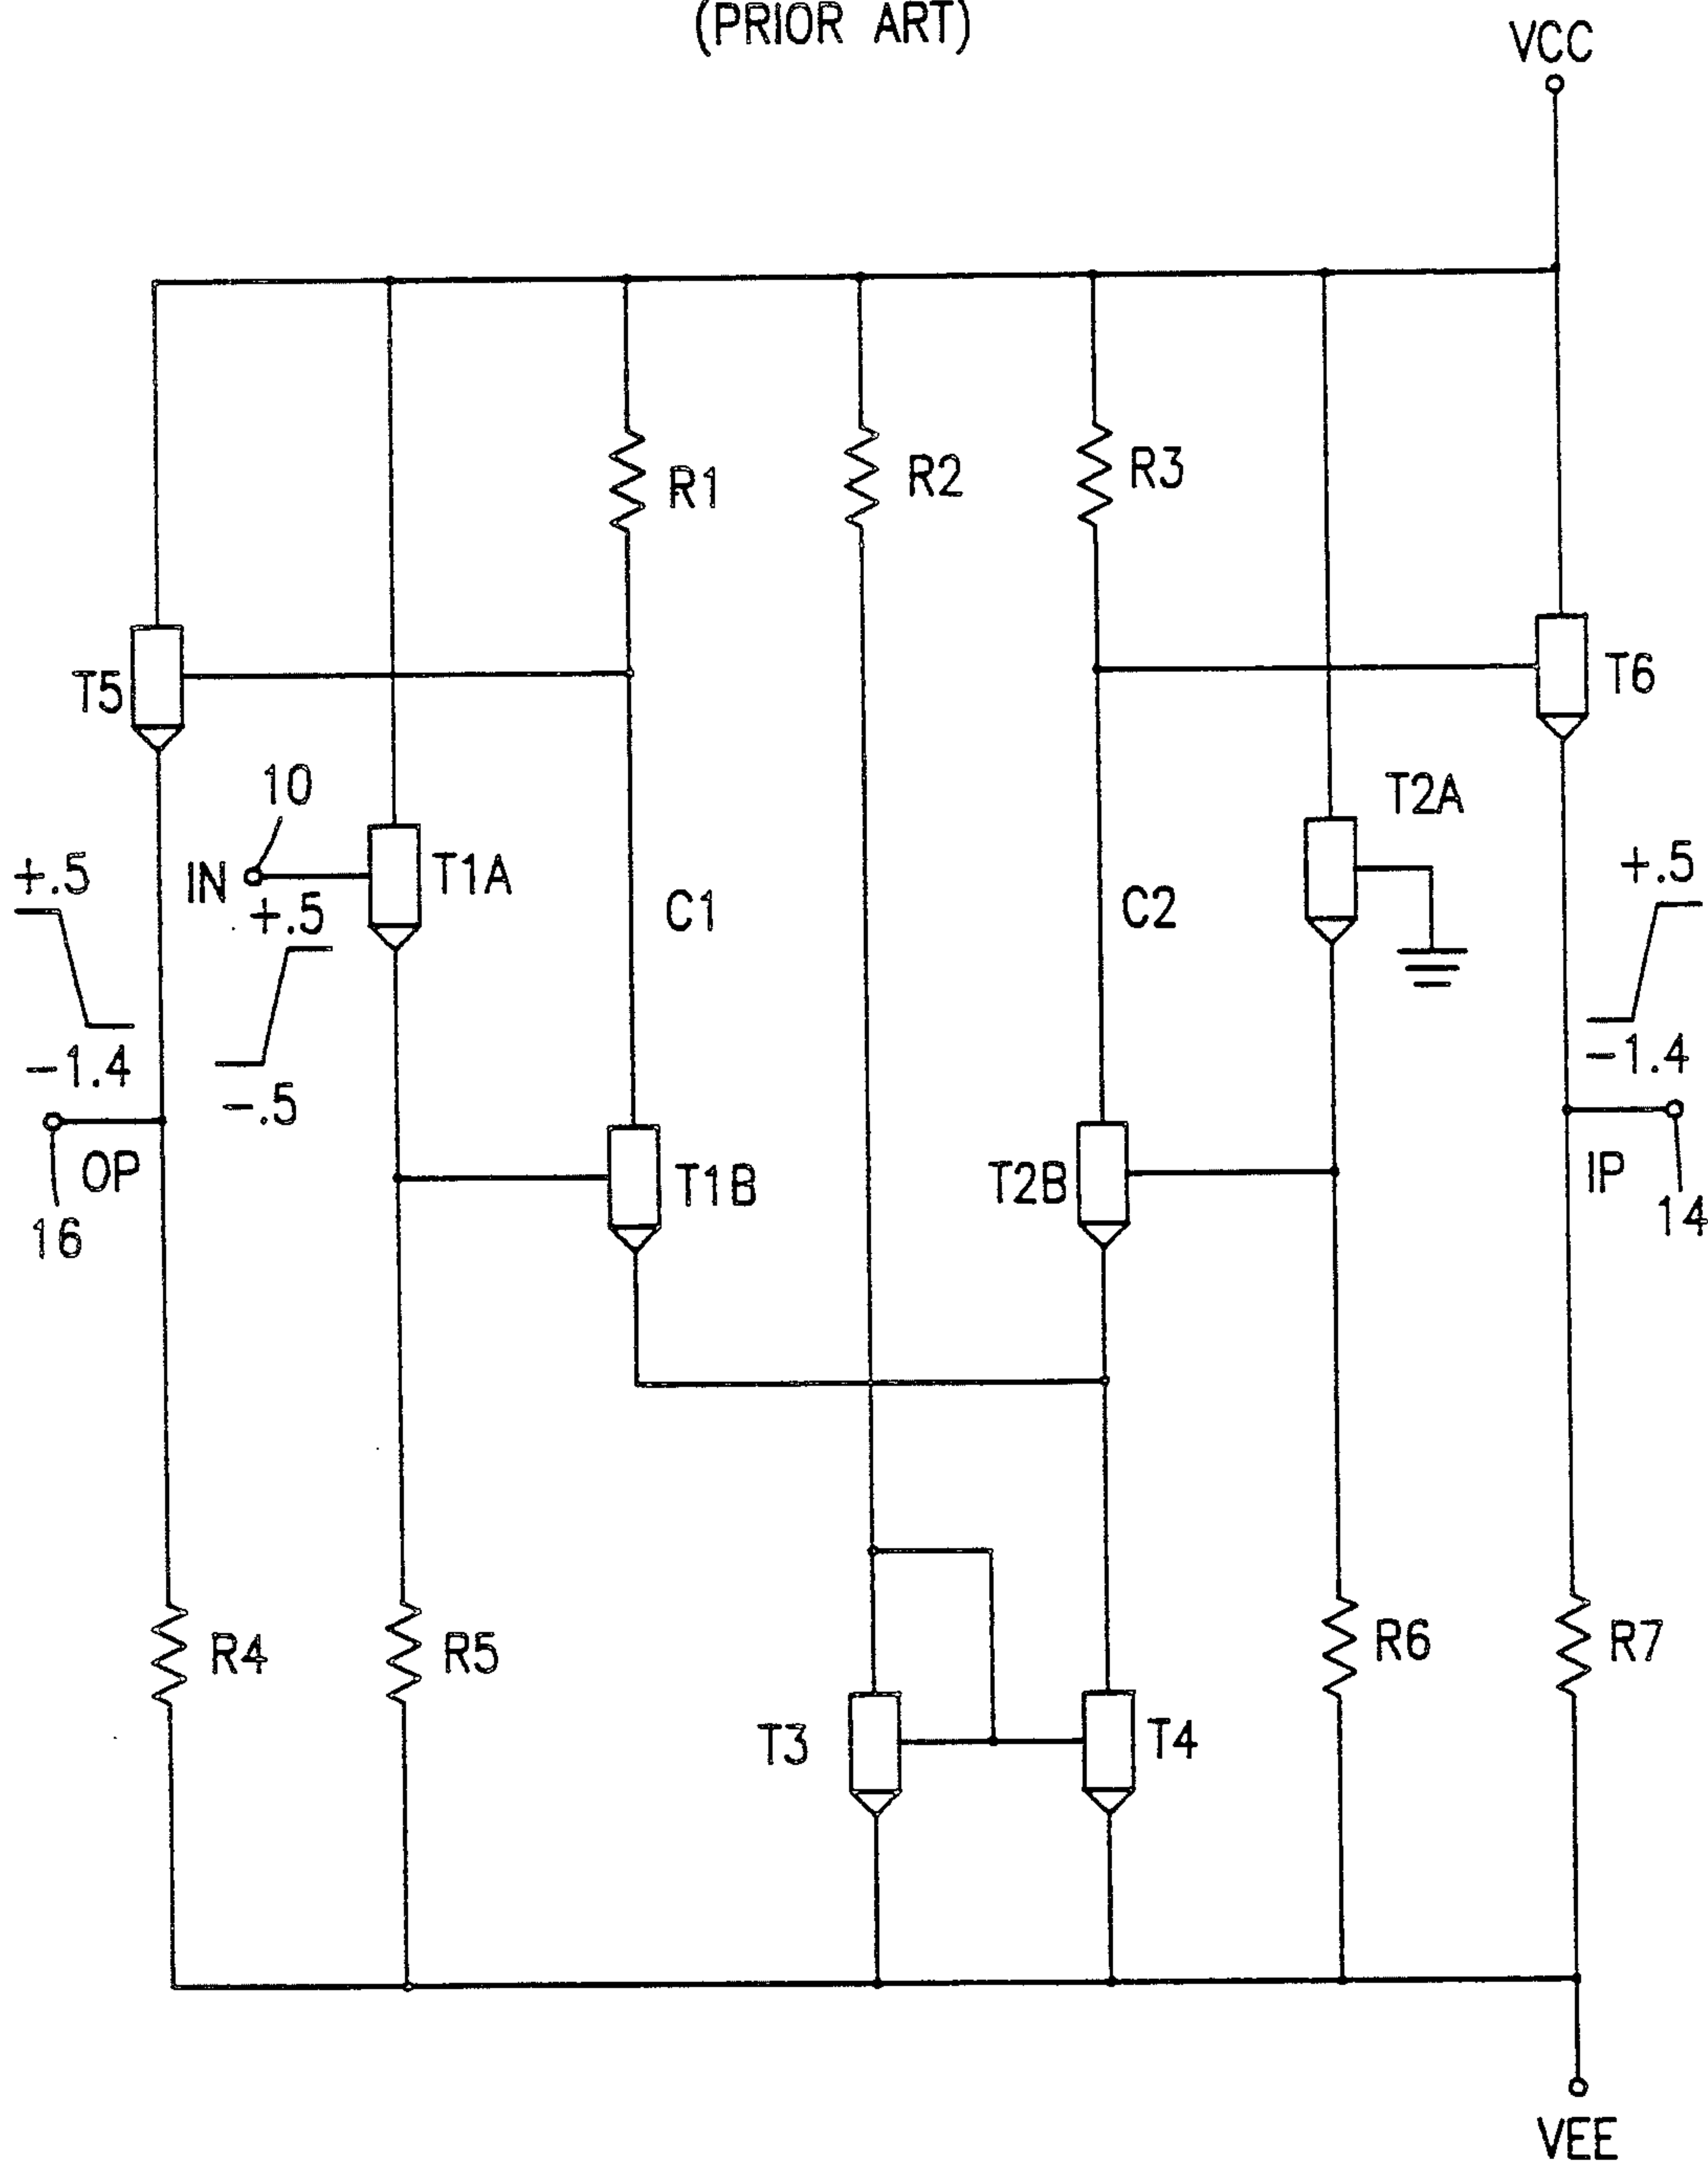 (PRIOR ART)
VCC
R1
R2
R3
T5
T6
10
T2A
IN
T1A
+.5
+.5
+.5
C1
C2
-1.4
-.5
-1.4
OP
T1B
T2B
IP
16
14
R4
R5
R6
R7
T3
T4
VEE